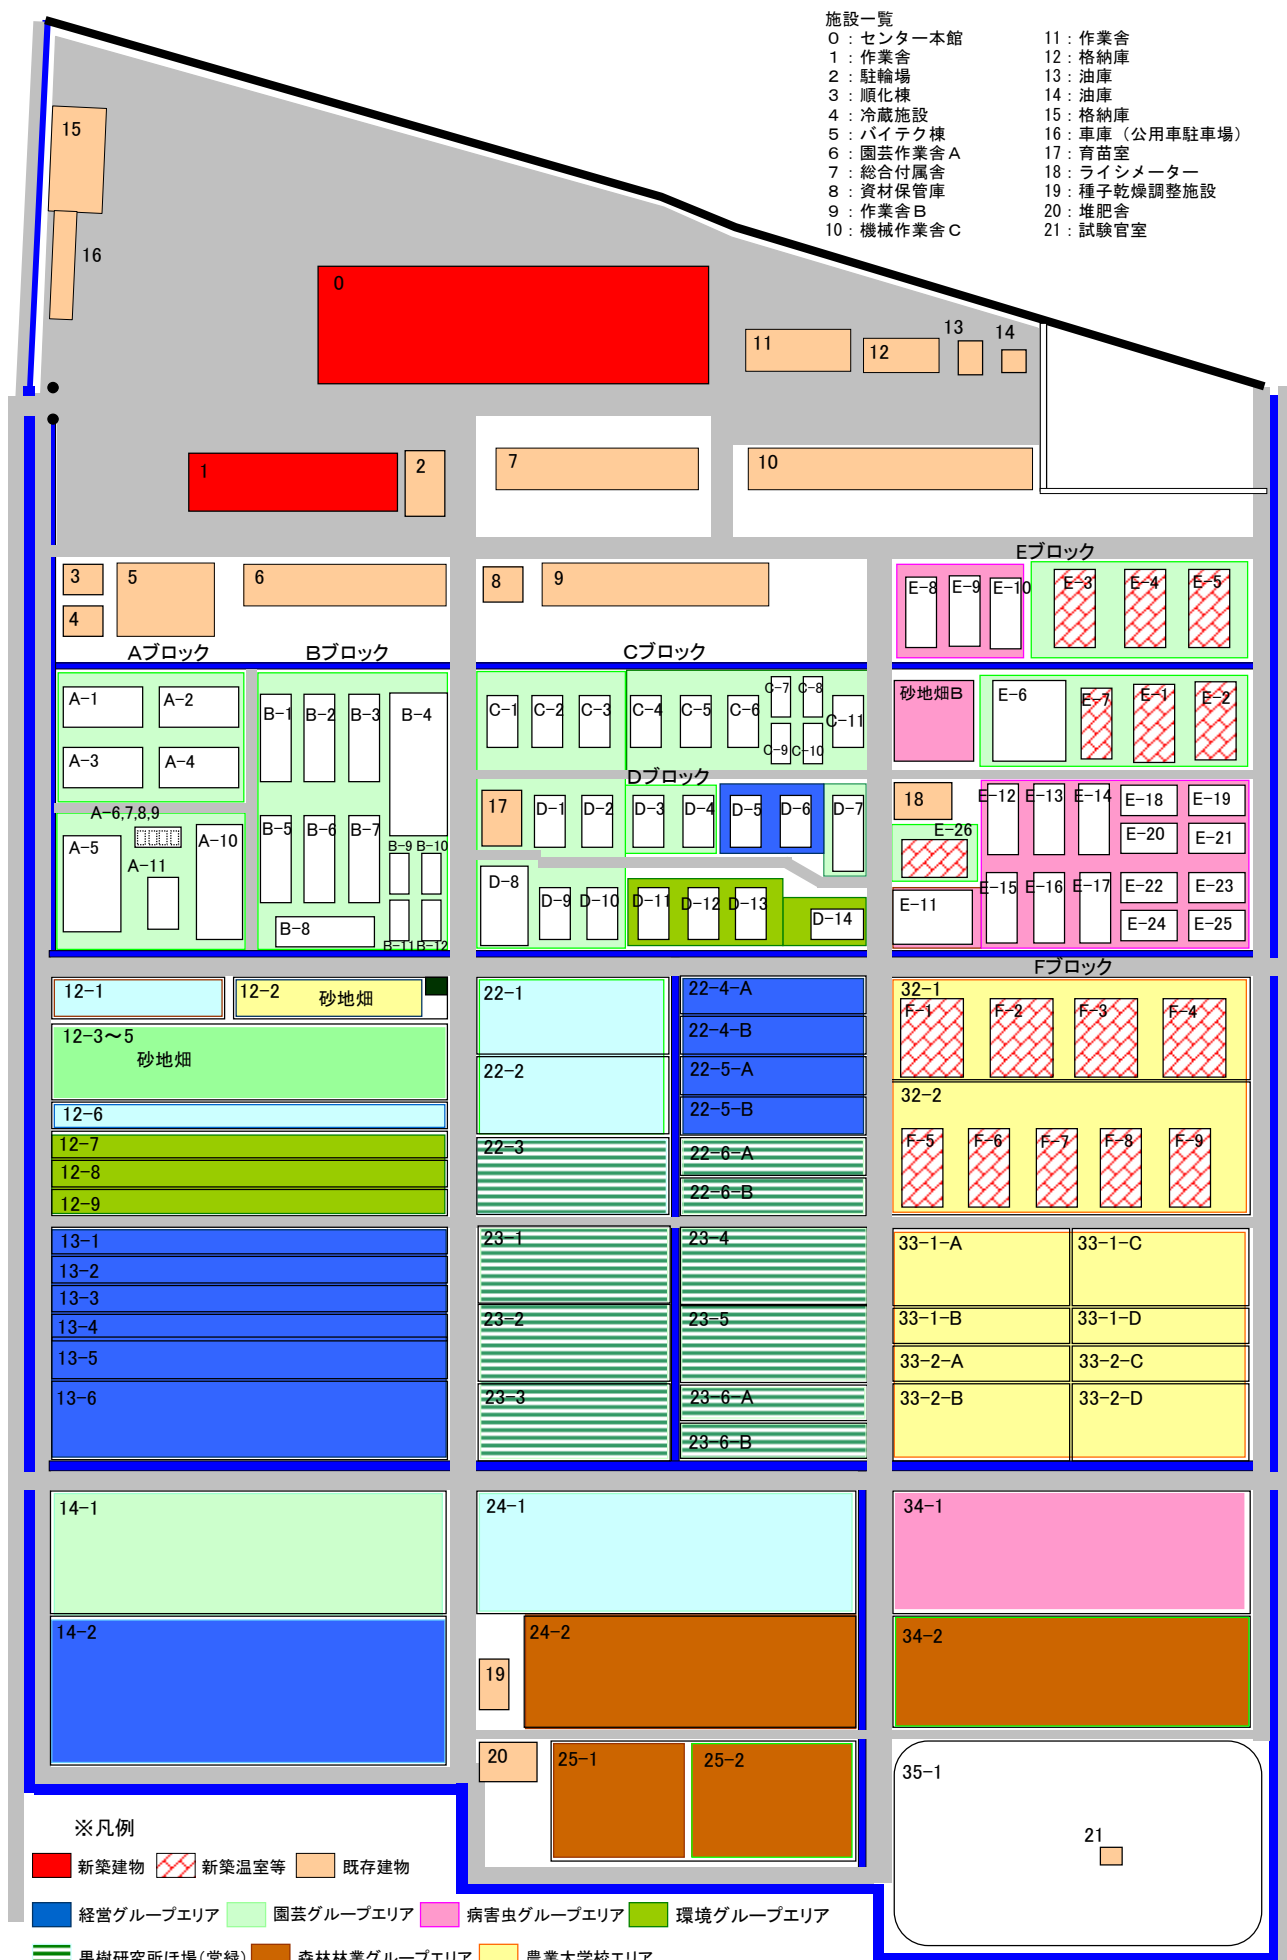 施設一覧
0：センター本館
1：作業舎
2：駐輪場
3：順化棟
4：冷蔵施設
5：バイテク棟
6：園芸作業舎A
7：総合付属舎
8：資材保管庫
9：作業舎B
10：機械作業舎C
11：作業舎
12：格納庫
13：油庫
14：油庫
15：格納庫
16：車庫（公用車駐車場）
17：育苗室
18：ライシメーター
19：種子乾燥調整施設
20：堆肥舎
21：試験官室
15
16
0
11
12
13
14
1
2
7
10
Eブロック
3
5
6
8
9
4
E-8
E-9
E-10
E-3
E-4
E-5
Aブロック
Bブロック
Cブロック
A-1
A-2
A-3
A-4
B-1
B-2
B-3
B-4
C-1
C-2
C-3
C-4
C-5
C-6
C-7
C-8
C-9
C-10
C-11
砂地畑B
E-6
E-7
E-1
E-2
Dブロック
A-6,7,8,9
A-5
A-10
A-11
B-5
B-6
B-7
B-9
B-10
B-8
B-11
B-12
17
D-1
D-2
D-3
D-4
D-5
D-6
D-7
D-8
D-9
D-10
D-11
D-12
D-13
D-14
18
E-26
E-11
E-12
E-13
E-14
E-18
E-19
E-20
E-21
E-15
E-16
E-17
E-22
E-23
E-24
E-25
Fブロック
12-1
12-2
砂地畑
12-3～5
砂地畑
12-6
12-7
12-8
12-9
22-1
22-2
22-3
22-4-A
22-4-B
22-5-A
22-5-B
22-6-A
22-6-B
32-1
F-1
F-2
F-3
F-4
32-2
F-5
F-6
F-7
F-8
F-9
13-1
13-2
13-3
13-4
13-5
13-6
23-1
23-2
23-3
23-4
23-5
23-6-A
23-6-B
33-1-A
33-1-C
33-1-B
33-1-D
33-2-A
33-2-C
33-2-B
33-2-D
14-1
14-2
24-1
24-2
19
34-1
34-2
20
25-1
25-2
35-1
21
※凡例
新築建物
新築温室等
既存建物
経営グループエリア
園芸グループエリア
病害虫グループエリア
環境グループエリア
果樹研究所ほ場（常緑）
森林林業グループエリア
農業大学校エリア